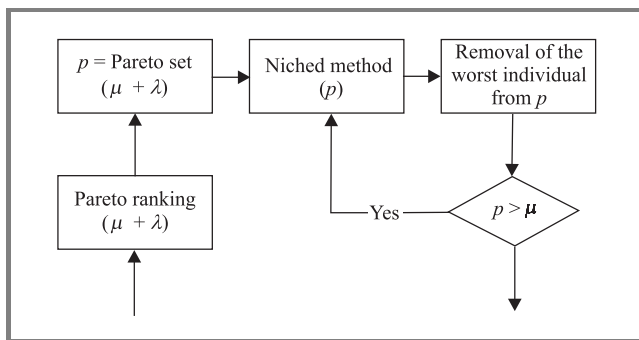 p = Pareto set
(μ + λ)
Niched method
(p)
Removal of the
worst individual
from p
Pareto ranking
(μ + λ)
Yes
p > μ